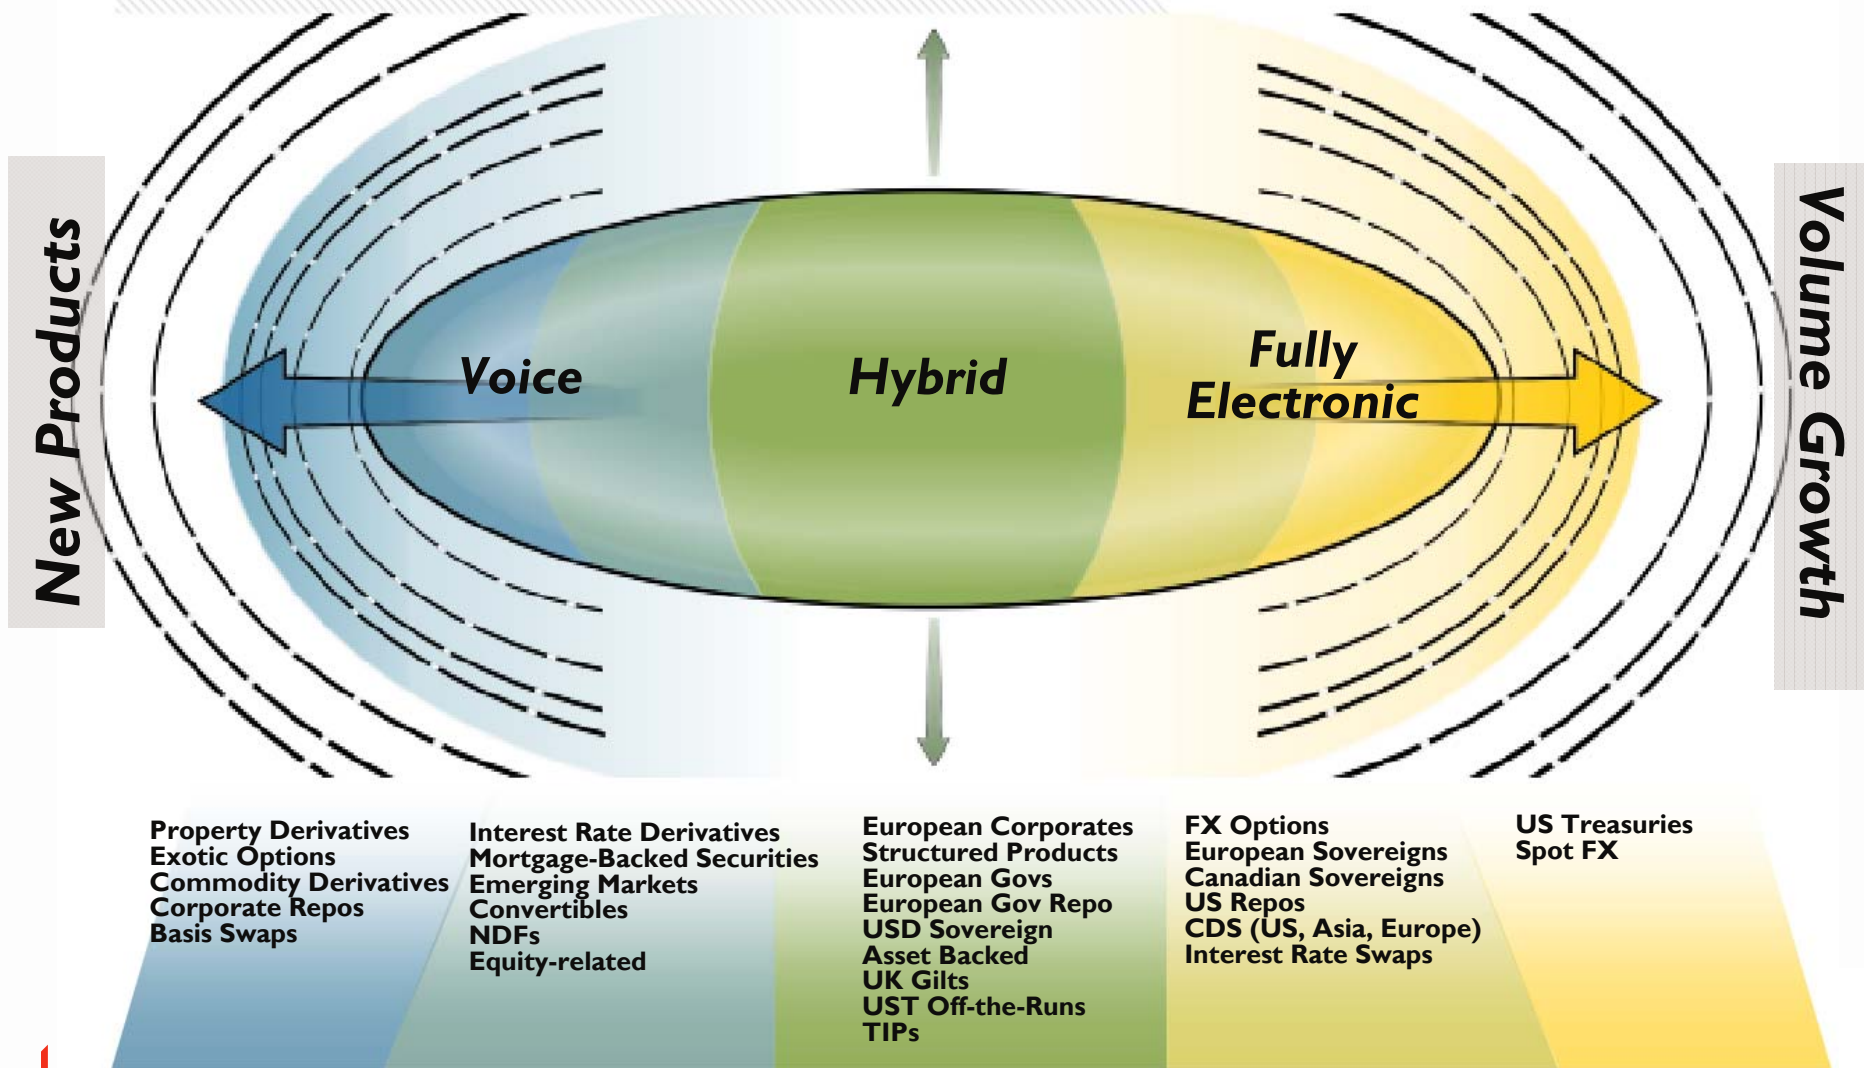 New Products
Volume Growth
Voice
Hybrid
Fully
Electronic
Property Derivatives
Exotic Options
Commodity Derivatives
Corporate Repos
Basis Swaps
Interest Rate Derivatives
Mortgage-Backed Securities
Emerging Markets
Convertibles
NDFs
Equity-related
European Corporates
Structured Products
European Govs
European Gov Repo
USD Sovereign
Asset Backed
UK Gilts
UST Off-the-Runs
TIPs
FX Options
European Sovereigns
Canadian Sovereigns
US Repos
CDS (US, Asia, Europe)
Interest Rate Swaps
US Treasuries
Spot FX